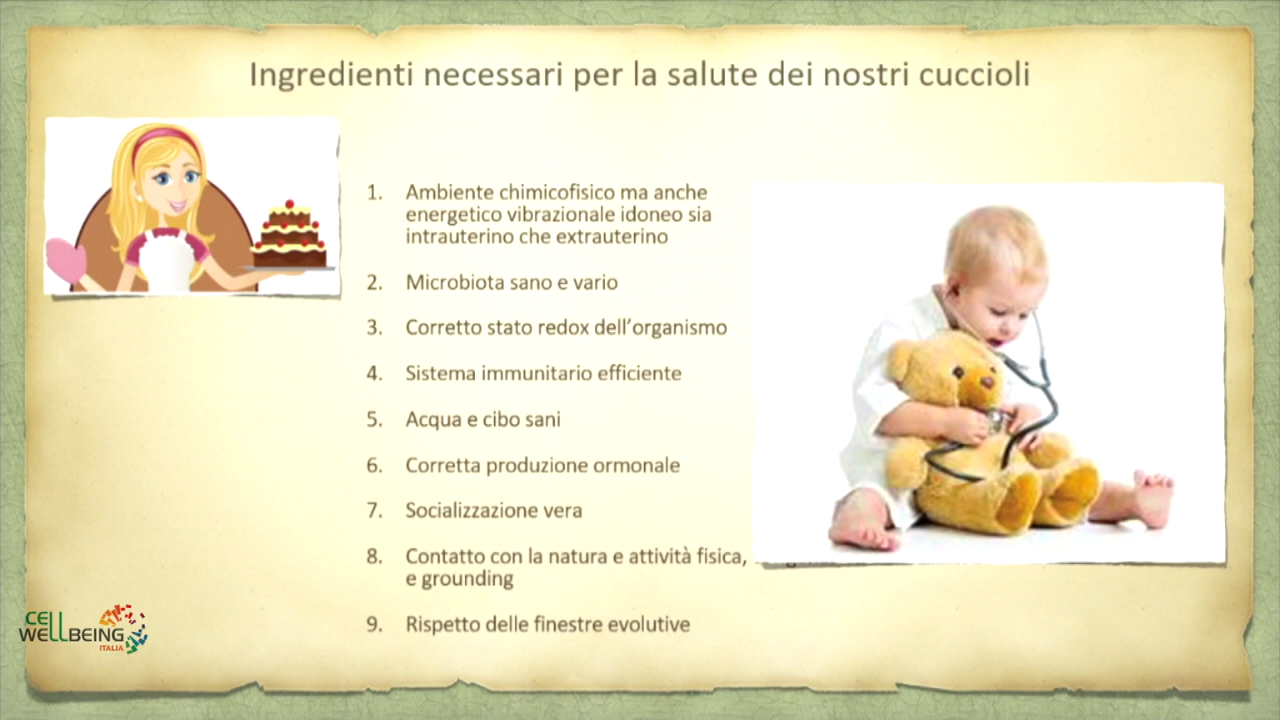 Ingredienti necessari per la salute dei nostri cuccioli
1. Ambiente chimicofisico ma anche
energetico vibrazionale idoneo sia
intrauterino che extrauterino
2. Microbiota sano e vario
3. Corretto stato redox dell’organismo
4. Sistema immunitario efficiente
5. Acqua e cibo sani
6. Corretta produzione ormonale
7. Socializzazione vera
8. Contatto con la natura e attività fisica,
e grounding
9. Rispetto delle finestre evolutive
CELL
WELLBEING
ITALIA